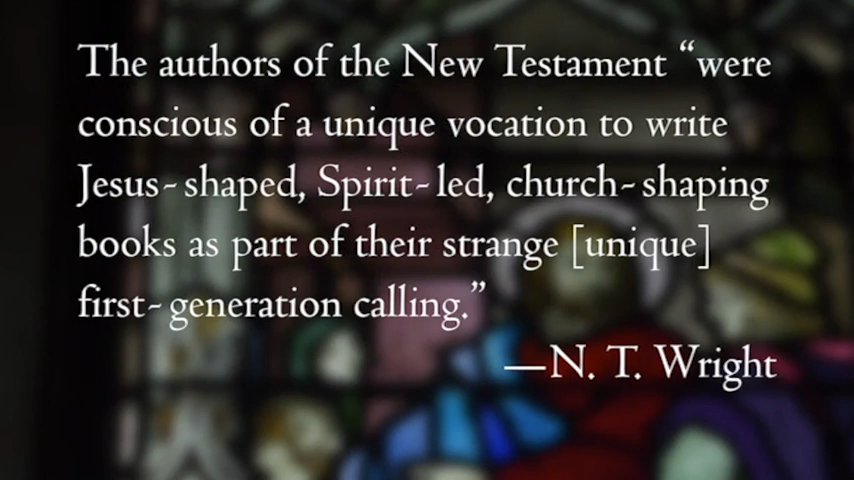 The authors of the New Testament “were
conscious of a unique vocation to write
Jesus-shaped, Spirit-led, church-shaping
books as part of their strange [unique]
first-generation calling.”
—N. T. Wright